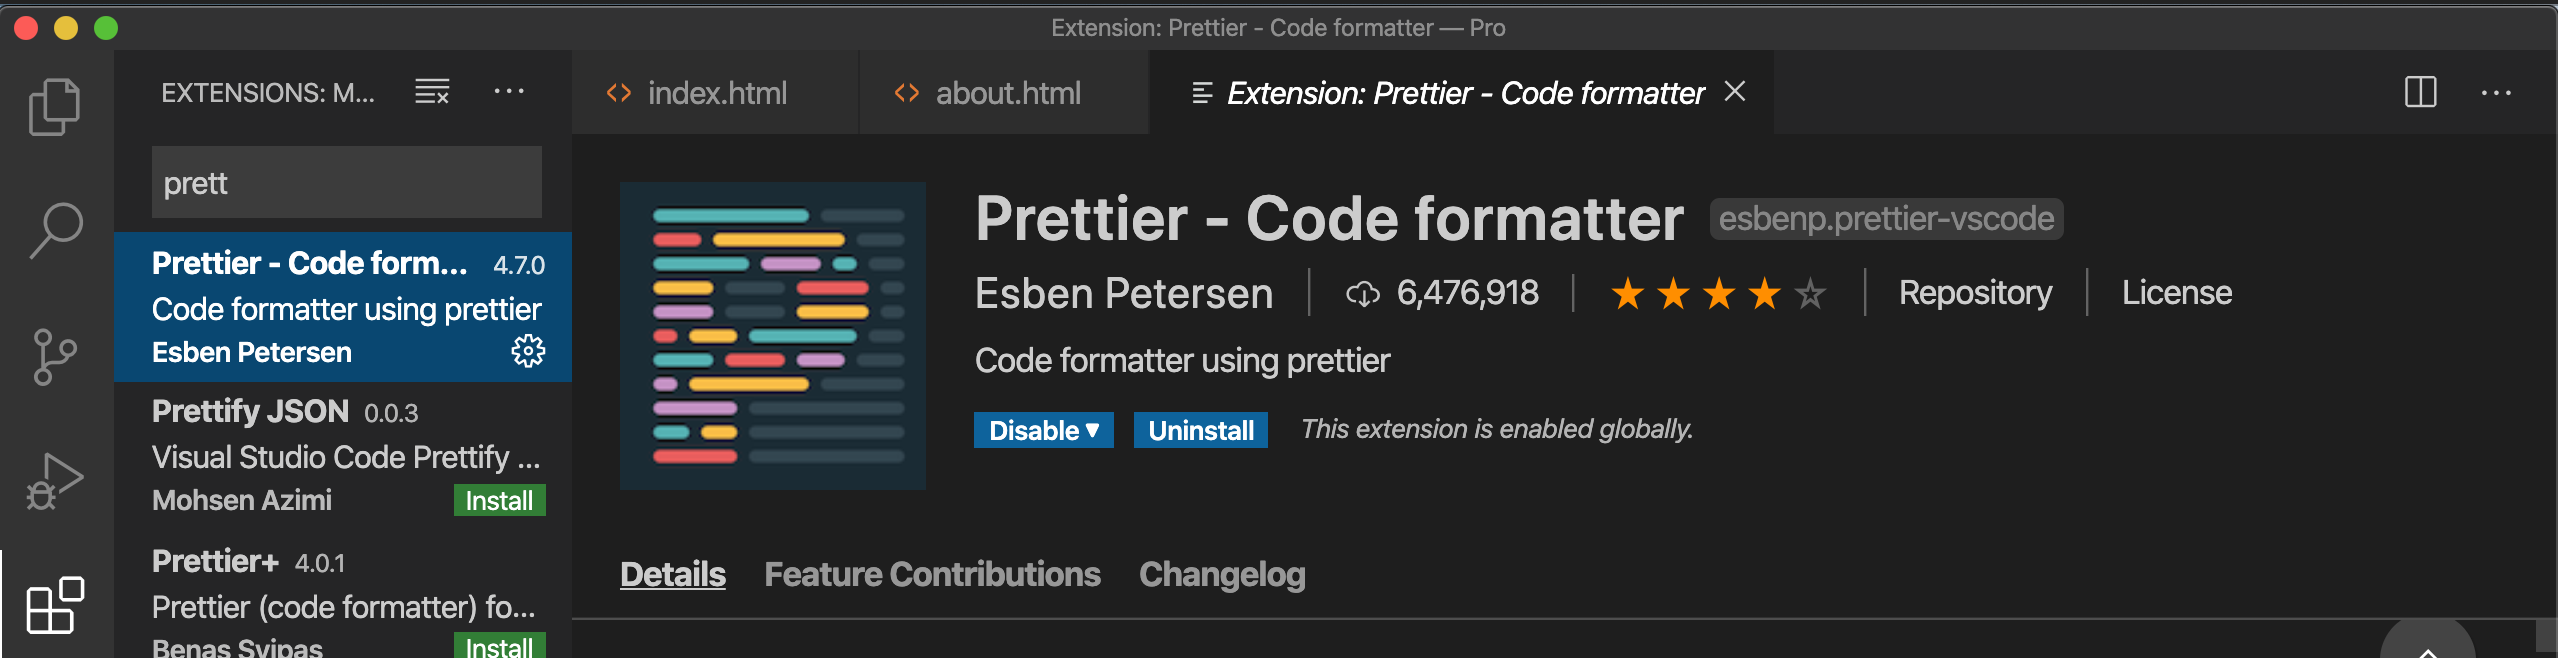 Extension: Prettier - Code formatter — Pro
EXTENSIONS: M...
index.html
about.html
Extension: Prettier - Code formatter
prett
Prettier - Code form... 4.7.0
Code formatter using prettier
Esben Petersen
Prettify JSON 0.0.3
Visual Studio Code Prettify ...
Mohsen Azimi Install
Prettier+ 4.0.1
Prettier (code formatter) fo...
Benas Svipas Install
Prettier - Code formatter esbenp.prettier-vscode
Esben Petersen 6,476,918 Repository License
Code formatter using prettier
Disable Uninstall This extension is enabled globally.
Details Feature Contributions Changelog